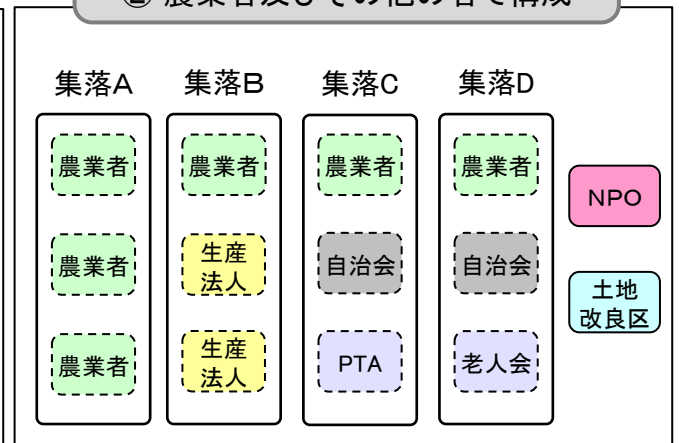 ② 農業者及びその他の者で構成
集落A 集落B 集落C 集落D
農業者 農業者 農業者 農業者
NPO
農業者 生産法人 自治会 自治会
土地
改良区
農業者 生産法人 PTA 老人会